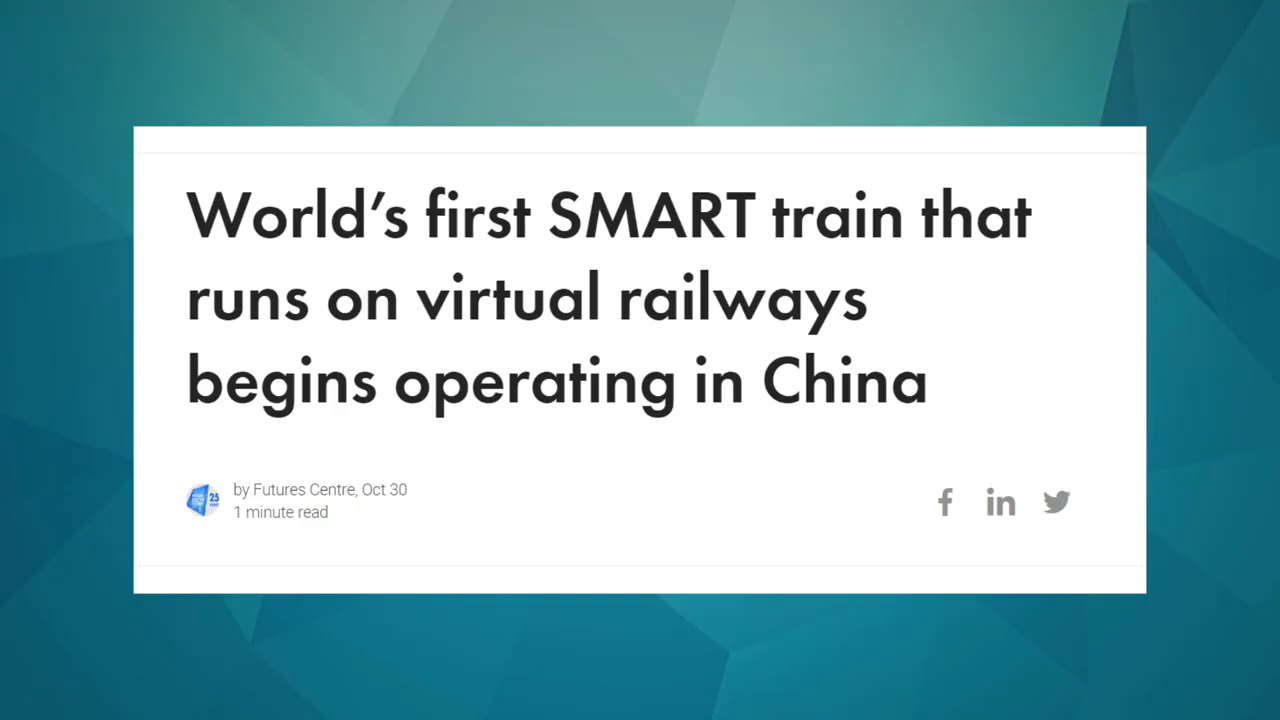 World's first SMART train that
runs on virtual railways
begins operating in China
by Futures Centre, Oct 30
1 minute read